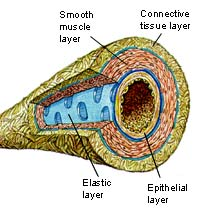 Smooth
muscle
layer
Connective
tissue layer
Elastic
layer
Epithelial
layer